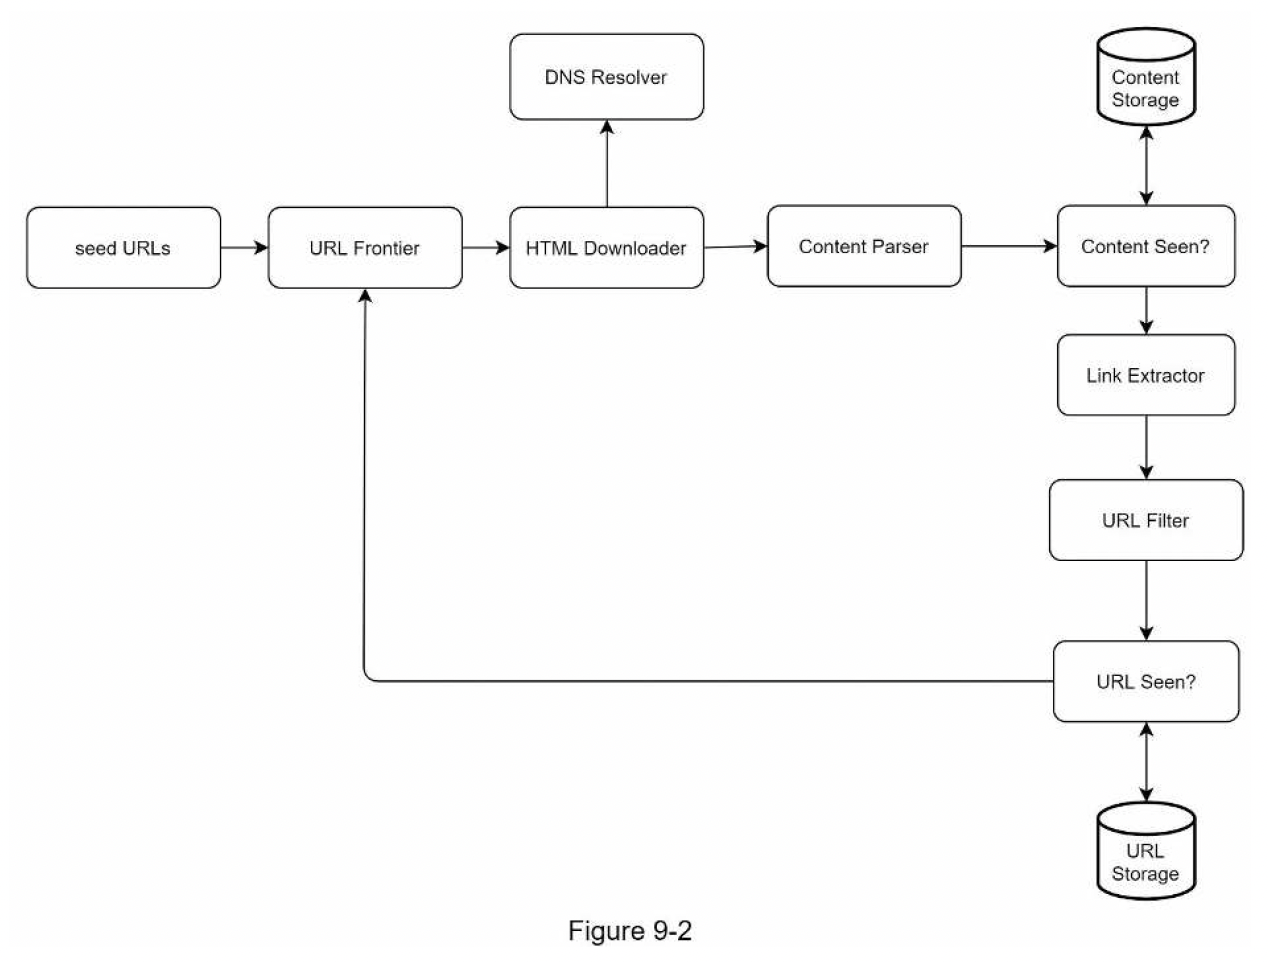 DNS Resolver
Content
Storage
seed URLs
URL Frontier
HTML Downloader
Content Parser
Content Seen?
Link Extractor
URL Filter
URL Seen?
URL
Storage
Figure 9-2